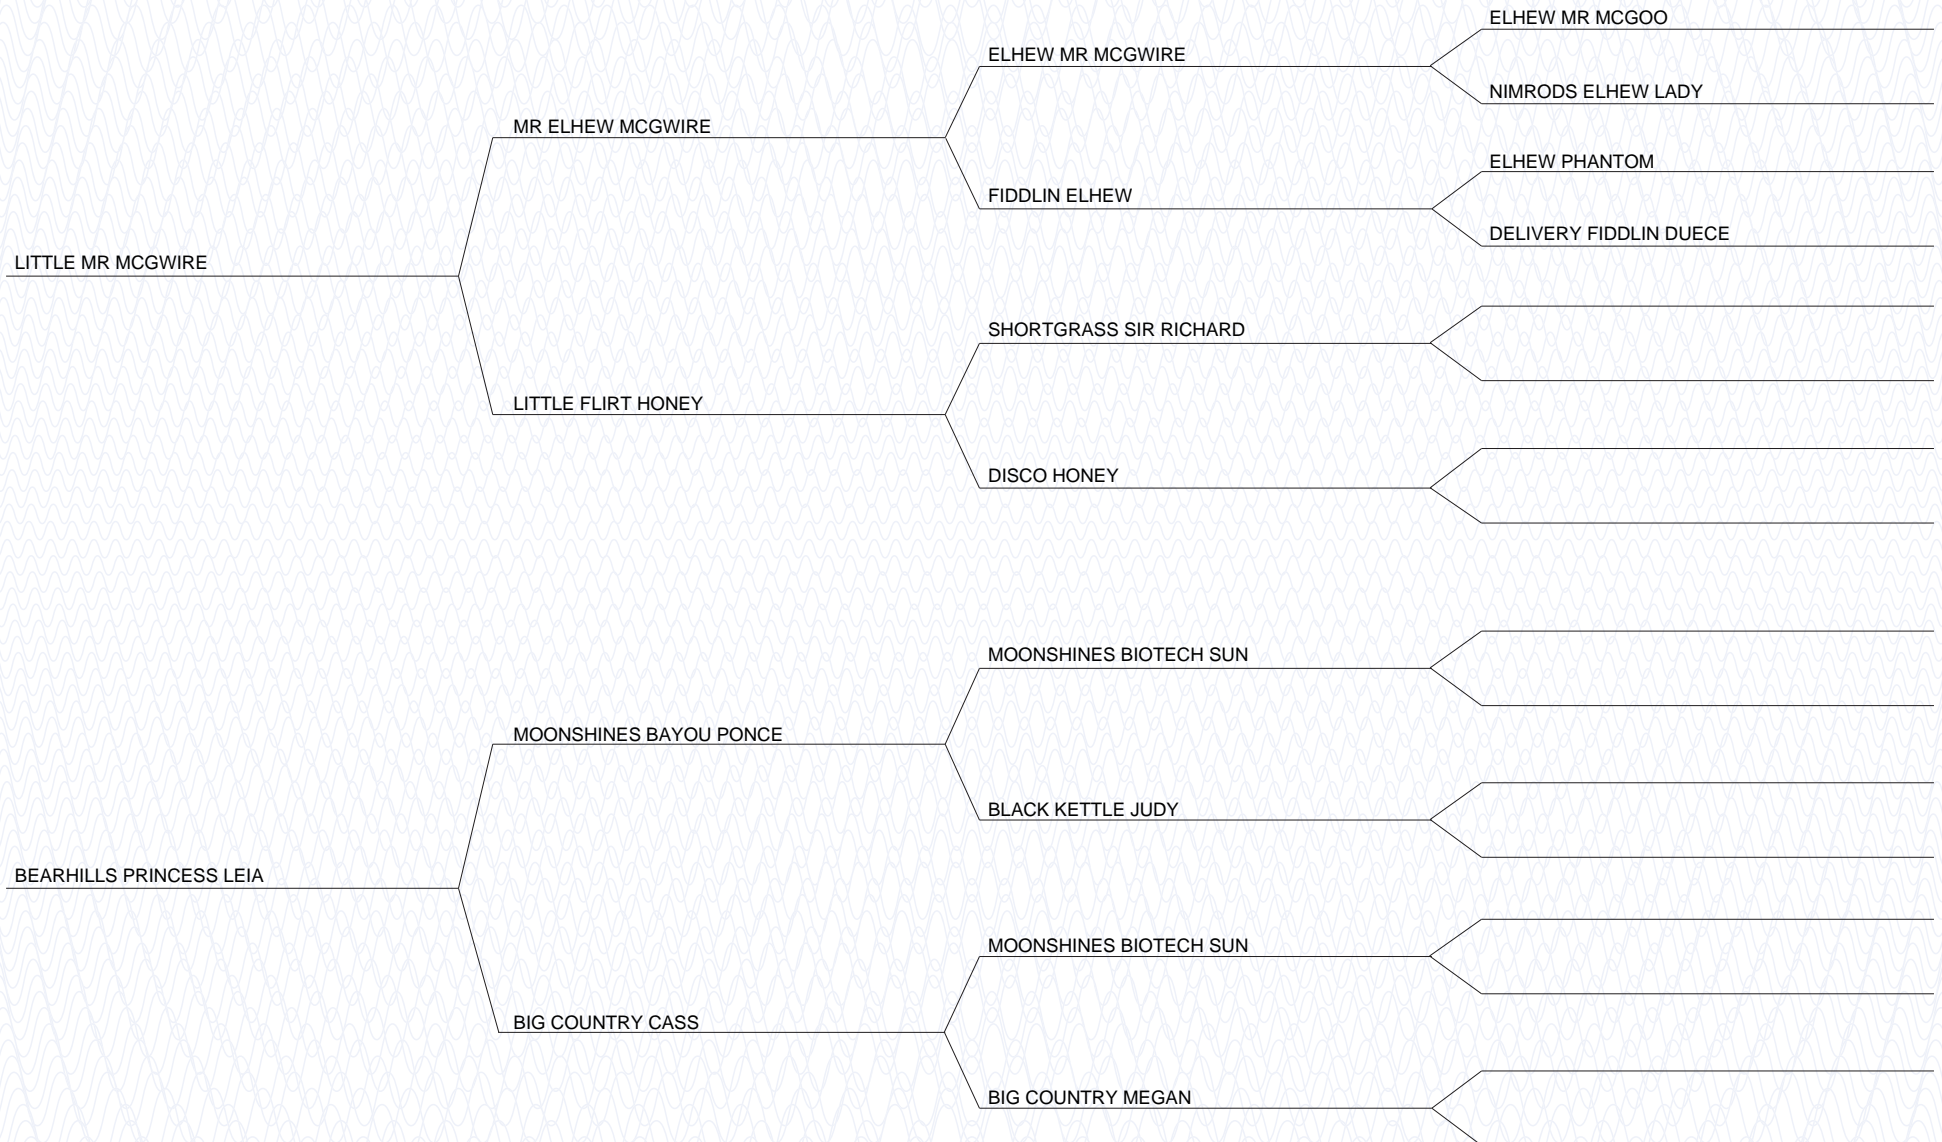 ELHEW MR MCGOO
ELHEW MR MCGWIRE
NIMRODS ELHEW LADY
MR ELHEW MCGWIRE
ELHEW PHANTOM
FIDDLIN ELHEW
DELIVERY FIDDLIN DUECE
LITTLE MR MCGWIRE
SHORTGRASS SIR RICHARD
LITTLE FLIRT HONEY
DISCO HONEY
MOONSHINES BIOTECH SUN
MOONSHINES BAYOU PONCE
BLACK KETTLE JUDY
BEARHILLS PRINCESS LEIA
MOONSHINES BIOTECH SUN
BIG COUNTRY CASS
BIG COUNTRY MEGAN